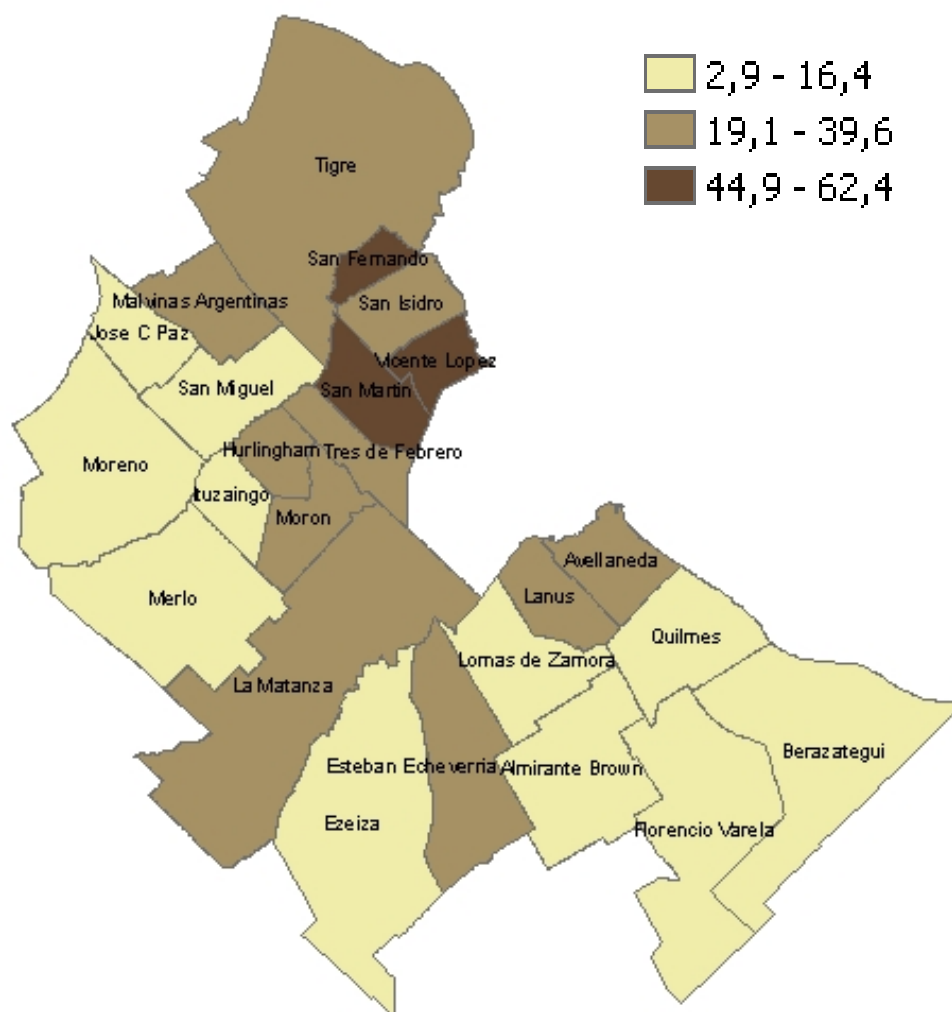 2,9 - 16,4
19,1 - 39,6
44,9 - 62,4
Tigre
San Fernando
Malvinas Argentinas
San Isidro
Jose C Paz
Vicente Lopez
San Miguel
San Martin
Hurlingham
Tres de Febrero
Moreno
Ituzaingo
Moron
Avellaneda
Lanus
Merlo
Quilmes
Lomas de Zamora
La Matanza
Berazategui
Esteban Echeverria
Almirante Brown
Ezeiza
Florencio Varela